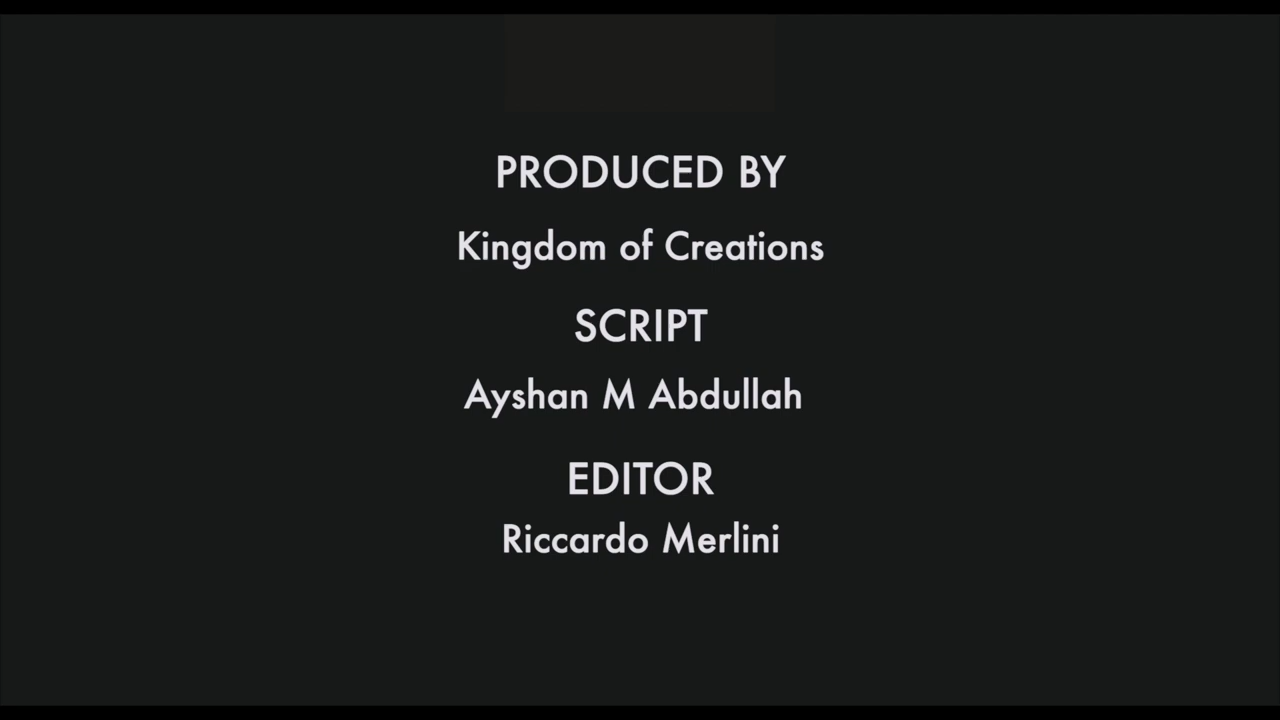 PRODUCED BY
Kingdom of Creations
SCRIPT
Ayshan M Abdullah
EDITOR
Riccardo Merlini